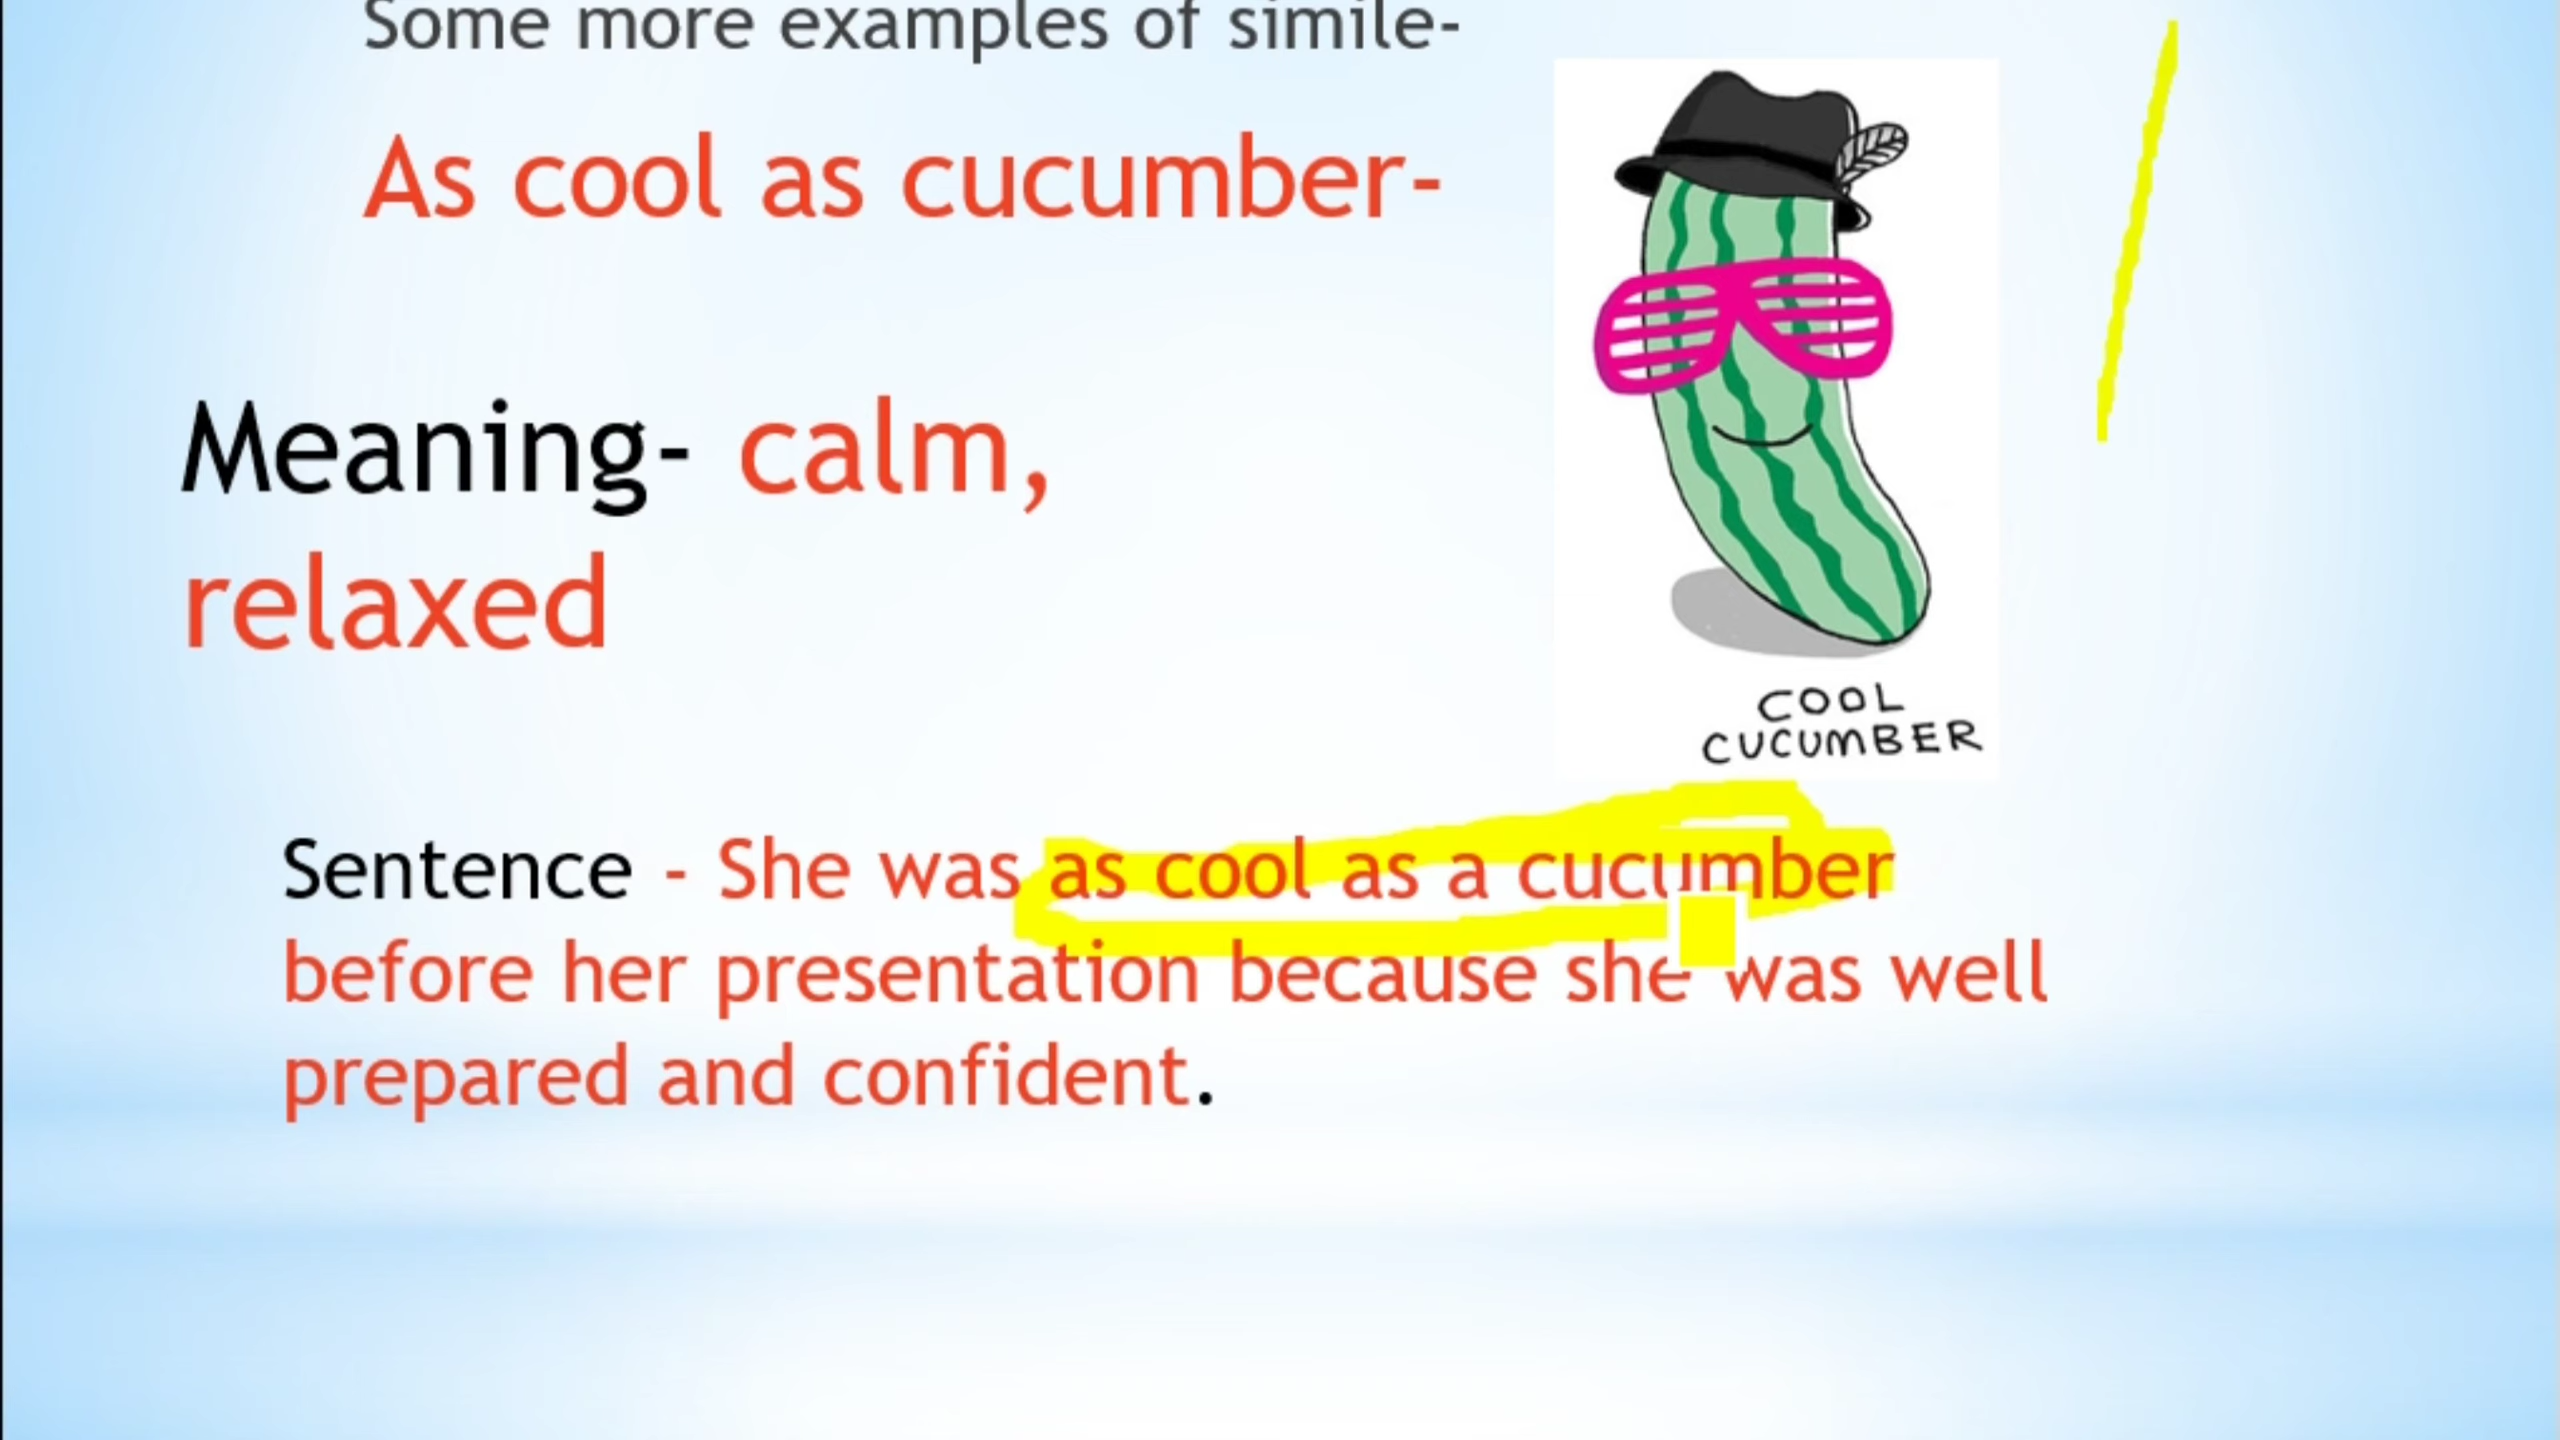 Some more examples of simile-
As cool as cucumber-
Meaning- calm,
relaxed
COOL
CUCUMBER
Sentence - She was as cool as a cucumber
before her presentation because she was well
prepared and confident.